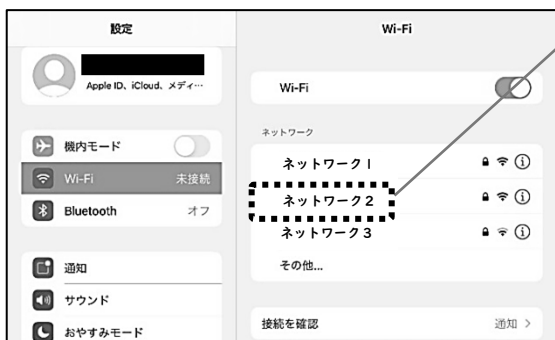 設定
Apple ID、iCloud、メディ…
機内モード
Wi-Fi 未接続
Bluetooth オフ
通知
サウンド
おやすみモード
Wi-Fi
Wi-Fi
ネットワーク
ネットワーク1
ネットワーク2
ネットワーク3
その他...
接続を確認 通知 >